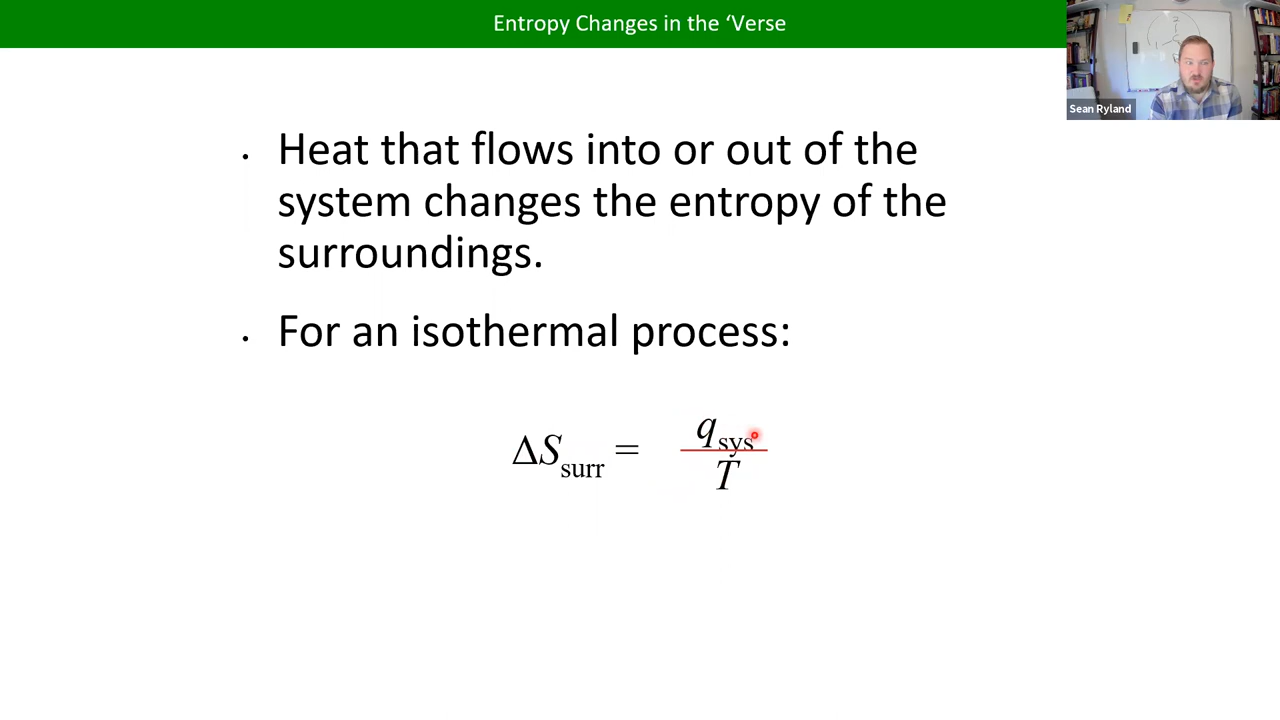 Entropy Changes in the ‘Verse
Sean Ryland
• Heat that flows into or out of the
system changes the entropy of the
surroundings.
• For an isothermal process:
ΔS_surr = q_sys / T